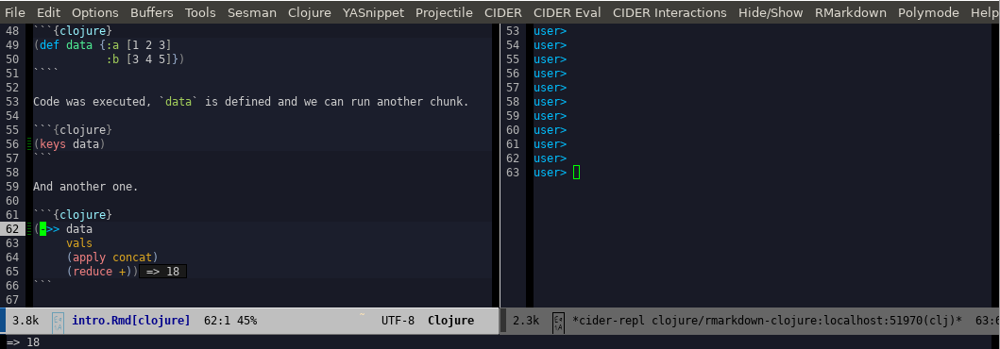 File Edit Options Buffers Tools Sesman Clojure YASnippet Projectile CIDER CIDER Eval CIDER Interactions Hide/Show RMarkdown Polymode Help
48 ```{clojure}
49 (def data {:a [1 2 3]
50 :b [3 4 5]})
51 ````
52
53 Code was executed, `data` is defined and we can run another chunk.
54
55 ```{clojure}
56 (keys data)
57 ```
58
59 And another one.
60
61 ```{clojure}
62 (->> data
63 vals
64 (apply concat)
65 (reduce +)) => 18
66 ```
67
3.8k intro.Rmd[clojure] 62:1 45% UTF-8 Clojure
53 user>
54 user>
55 user>
56 user>
57 user>
58 user>
59 user>
60 user>
61 user>
62 user>
63 user>
2.3k *cider-repl clojure/rmarkdown-clojure:localhost:51970(clj)* 63:6
=> 18